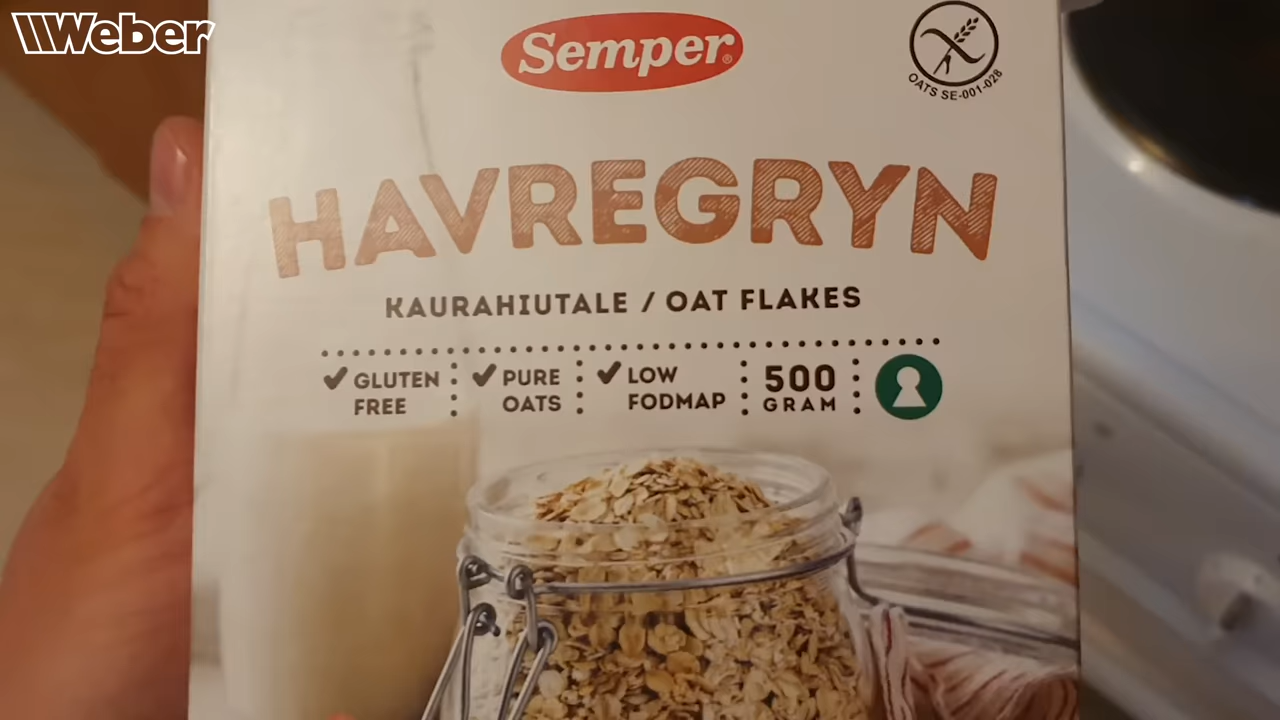 \\Weber
Semper®
OATS SE-001-028
HAVREGRYN
KAURAHIUTALE / OAT FLAKES
✔ GLUTEN FREE
✔ PURE OATS
✔ LOW FODMAP
500 GRAM